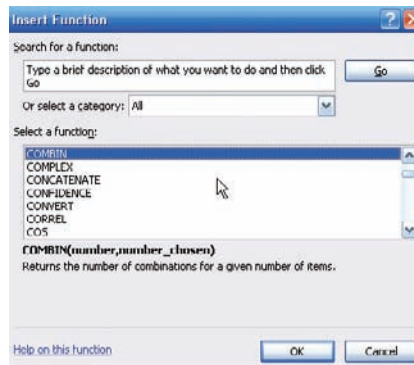 Insert Function
Search for a function:
Type a brief description of what you want to do and then click
Go
Go
Or select a category: All
Select a function:
COMBIN
COMPLEX
CONCATENATE
CONFIDENCE
CONVERT
CORREL
COS
COMBIN(number,number_chosen)
Returns the number of combinations for a given number of items.
Help on this function
OK
Cancel